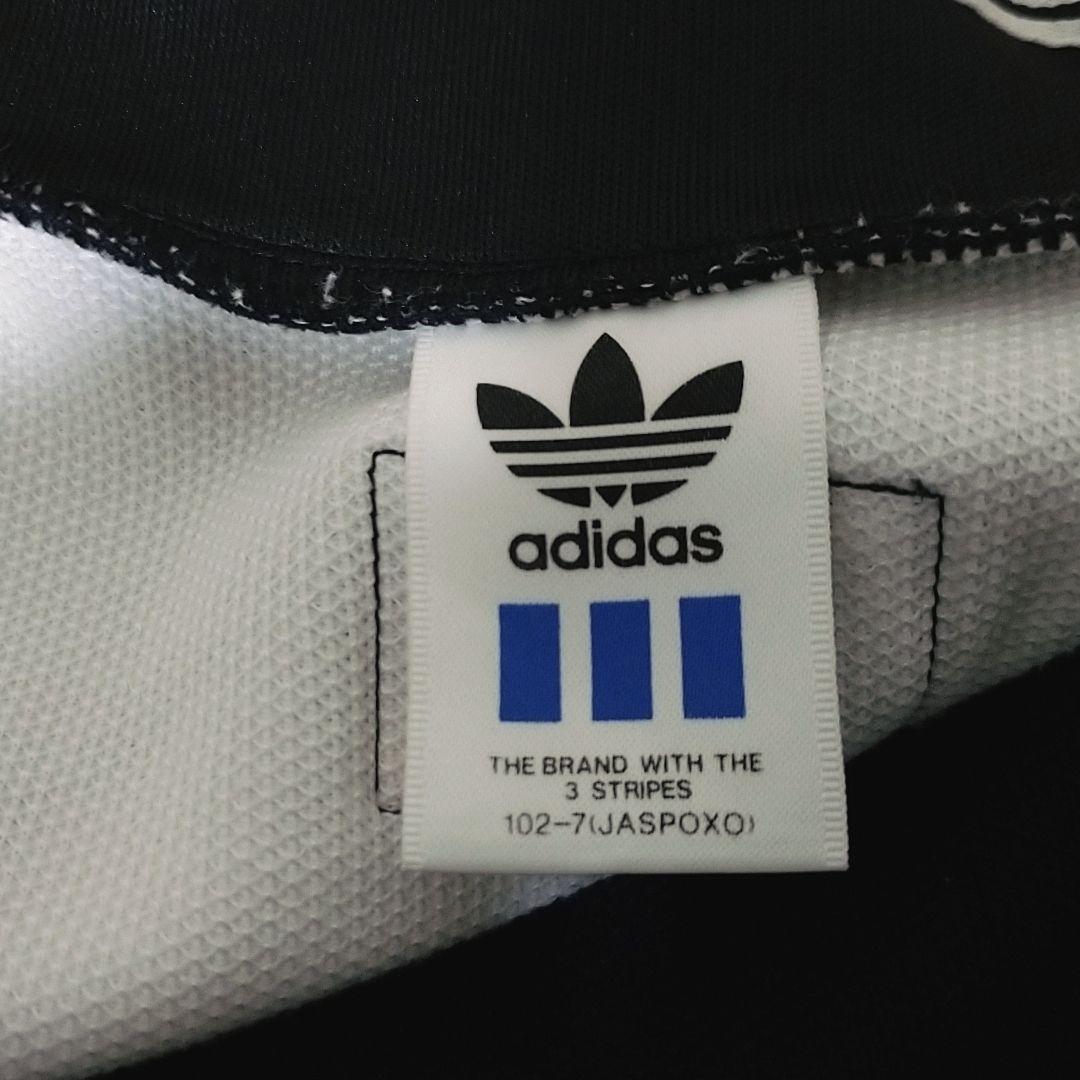 adidas
THE BRAND WITH THE
3 STRIPES
102-7(JASPOXO)